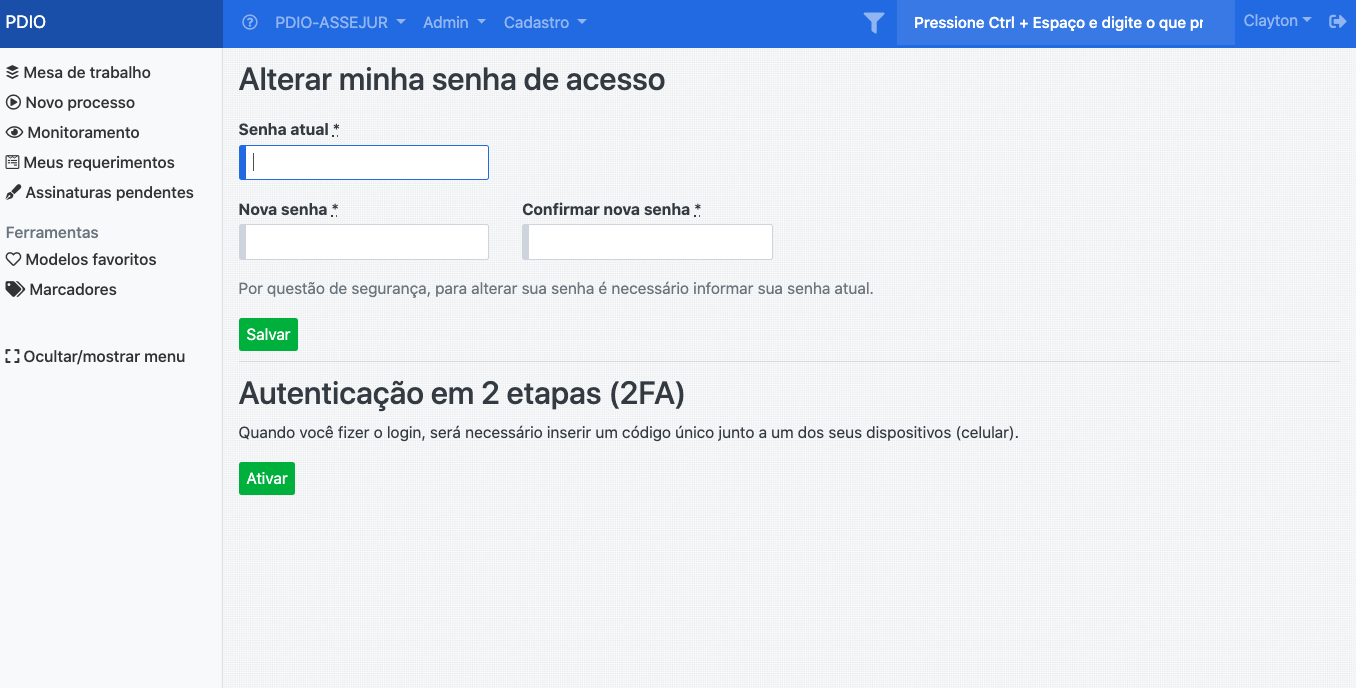 PDIO
PDIO-ASSEJUR Admin Cadastro
Pressione Ctrl + Espaço e digite o que pr
Clayton
Mesa de trabalho
Novo processo
Monitoramento
Meus requerimentos
Assinaturas pendentes
Ferramentas
Modelos favoritos
Marcadores
Ocultar/mostrar menu
Alterar minha senha de acesso
Senha atual *
Nova senha * Confirmar nova senha *
Por questão de segurança, para alterar sua senha é necessário informar sua senha atual.
Salvar
Autenticação em 2 etapas (2FA)
Quando você fizer o login, será necessário inserir um código único junto a um dos seus dispositivos (celular).
Ativar